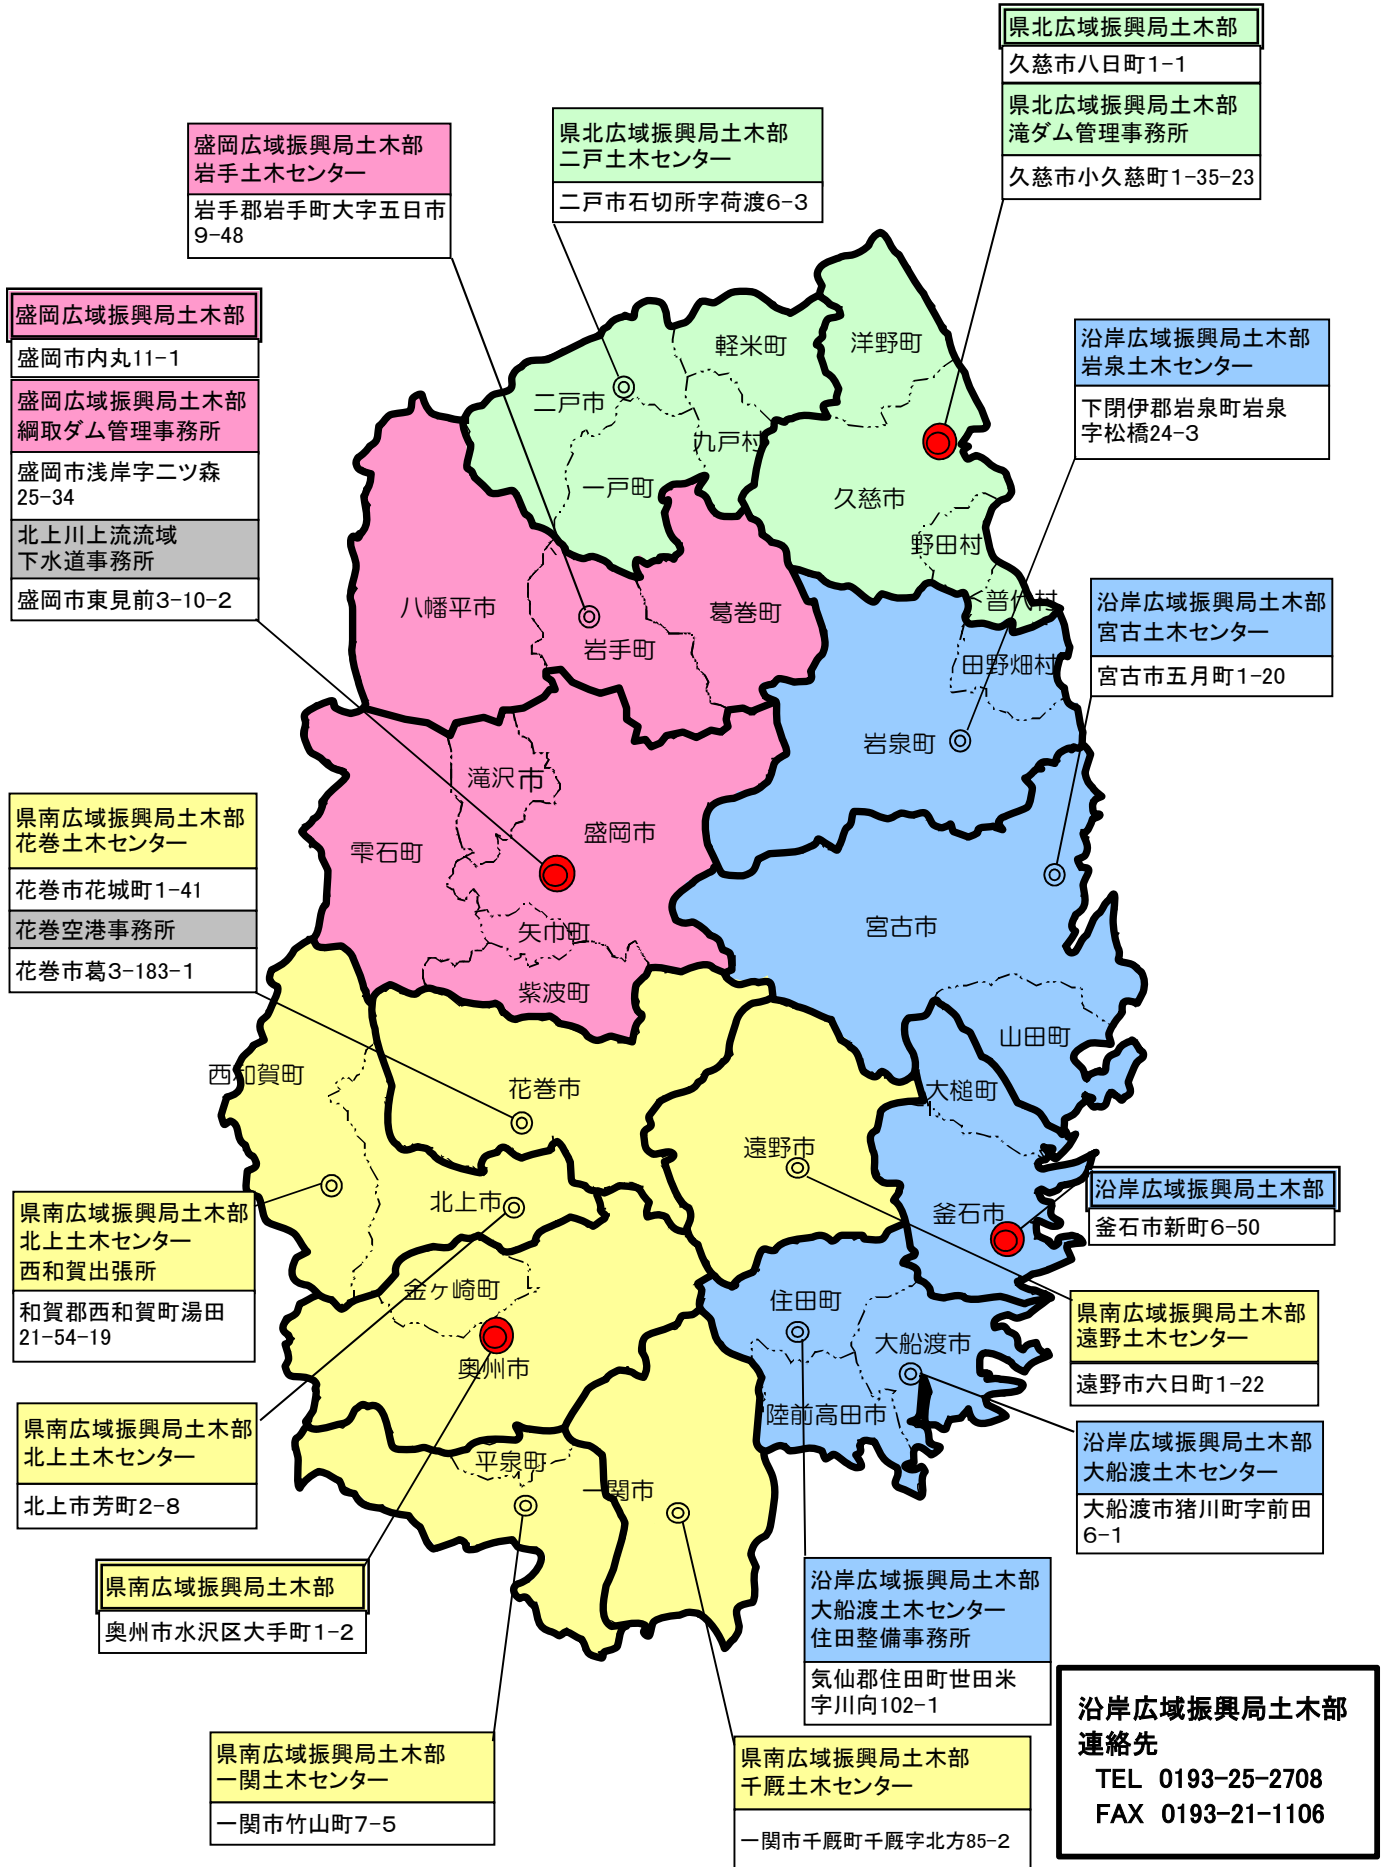 県北広域振興局土木部
久慈市八日町1-1
県北広域振興局土木部
滝ダム管理事務所
久慈市小久慈町1-35-23
県北広域振興局土木部
二戸土木センター
二戸市石切所字荷渡6-3
盛岡広域振興局土木部
岩手土木センター
岩手郡岩手町大字五日市
9-48
盛岡広域振興局土木部
盛岡市内丸11-1
盛岡広域振興局土木部
綱取ダム管理事務所
盛岡市浅岸字二ツ森
25-34
北上川上流流域
下水道事務所
盛岡市東見前3-10-2
沿岸広域振興局土木部
岩泉土木センター
下閉伊郡岩泉町岩泉
字松橋24-3
沿岸広域振興局土木部
宮古土木センター
宮古市五月町1-20
洋野町
軽米町
二戸市
九戸村
一戸町
久慈市
野田村
普代村
八幡平市
岩手町
葛巻町
田野畑村
岩泉町
滝沢市
盛岡市
雫石町
矢巾町
紫波町
宮古市
山田町
大槌町
西和賀町
花巻市
遠野市
北上市
釜石市
金ヶ崎町
奥州市
住田町
大船渡市
陸前高田市
平泉町
一関市
県南広域振興局土木部
花巻土木センター
花巻市花城町1-41
花巻空港事務所
花巻市葛3-183-1
県南広域振興局土木部
北上土木センター
西和賀出張所
和賀郡西和賀町湯田
21-54-19
県南広域振興局土木部
北上土木センター
北上市芳町2-8
県南広域振興局土木部
奥州市水沢区大手町1-2
沿岸広域振興局土木部
釜石市新町6-50
県南広域振興局土木部
遠野土木センター
遠野市六日町1-22
沿岸広域振興局土木部
大船渡土木センター
大船渡市猪川町字前田
6-1
沿岸広域振興局土木部
大船渡土木センター
住田整備事務所
気仙郡住田町世田米
字川向102-1
県南広域振興局土木部
一関土木センター
一関市竹山町7-5
県南広域振興局土木部
千厩土木センター
一関市千厩町千厩字北方85-2
沿岸広域振興局土木部
連絡先
TEL 0193-25-2708
FAX 0193-21-1106